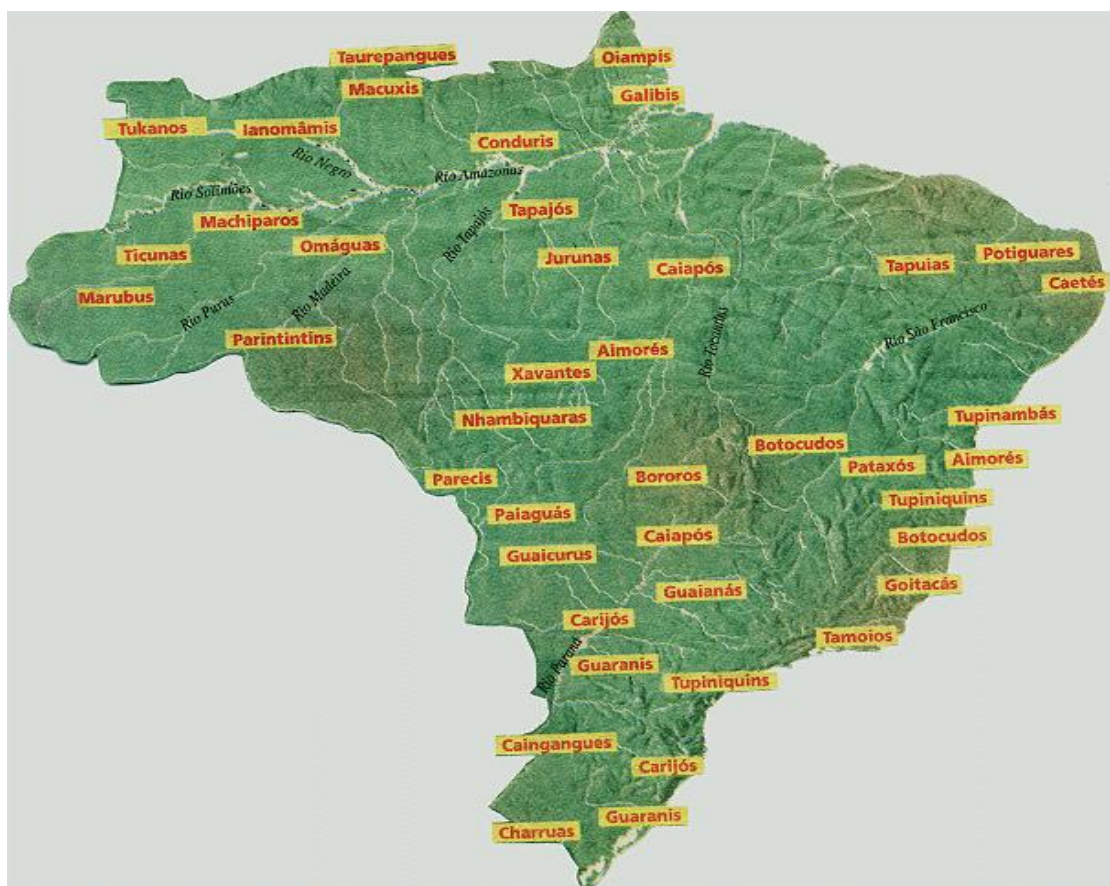 Taurepangues
Oiampis
Macuxis
Galibis
Tukanos
Ianomâmis
Conduris
Rio Negro
Rio Amazonas
Rio Solimões
Machiparos
Tapajós
Rio Tapajós
Ticunas
Omáguas
Jurunas
Caiapós
Tapuias
Potiguares
Caetés
Marubus
Rio Purus
Rio Madeira
Rio São Francisco
Parintintins
Aimorés
Rio Tocantins
Xavantes
Nhambiquaras
Tupinambás
Botocudos
Pataxós
Aimorés
Parecis
Bororos
Tupiniquins
Paiaguás
Caiapós
Botocudos
Guaicurus
Guaianás
Goitacás
Carijós
Tamoios
Guaranis
Rio Paraná
Tupiniquins
Caingangues
Carijós
Guaranis
Charruas